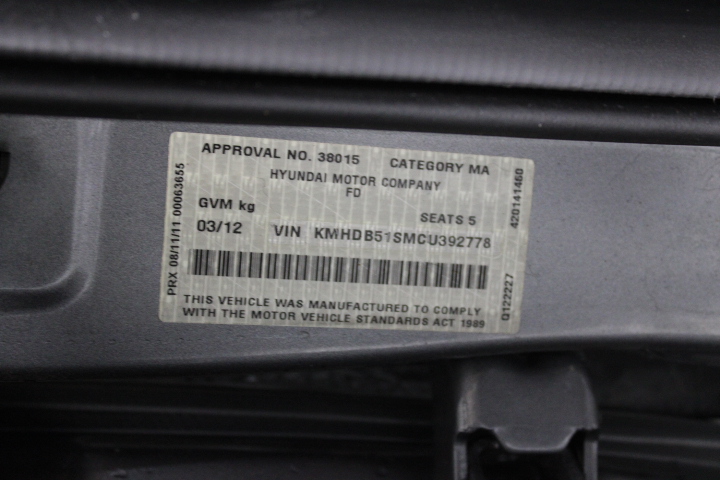 APPROVAL NO. 38015 CATEGORY MA
HYUNDAI MOTOR COMPANY
FD
GVM kg
SEATS 5
03/12 VIN KMHDB51SMCU392778
THIS VEHICLE WAS MANUFACTURED TO COMPLY
WITH THE MOTOR VEHICLE STANDARDS ACT 1989
PRX 08/11/11 00063655
420141460
Q122227